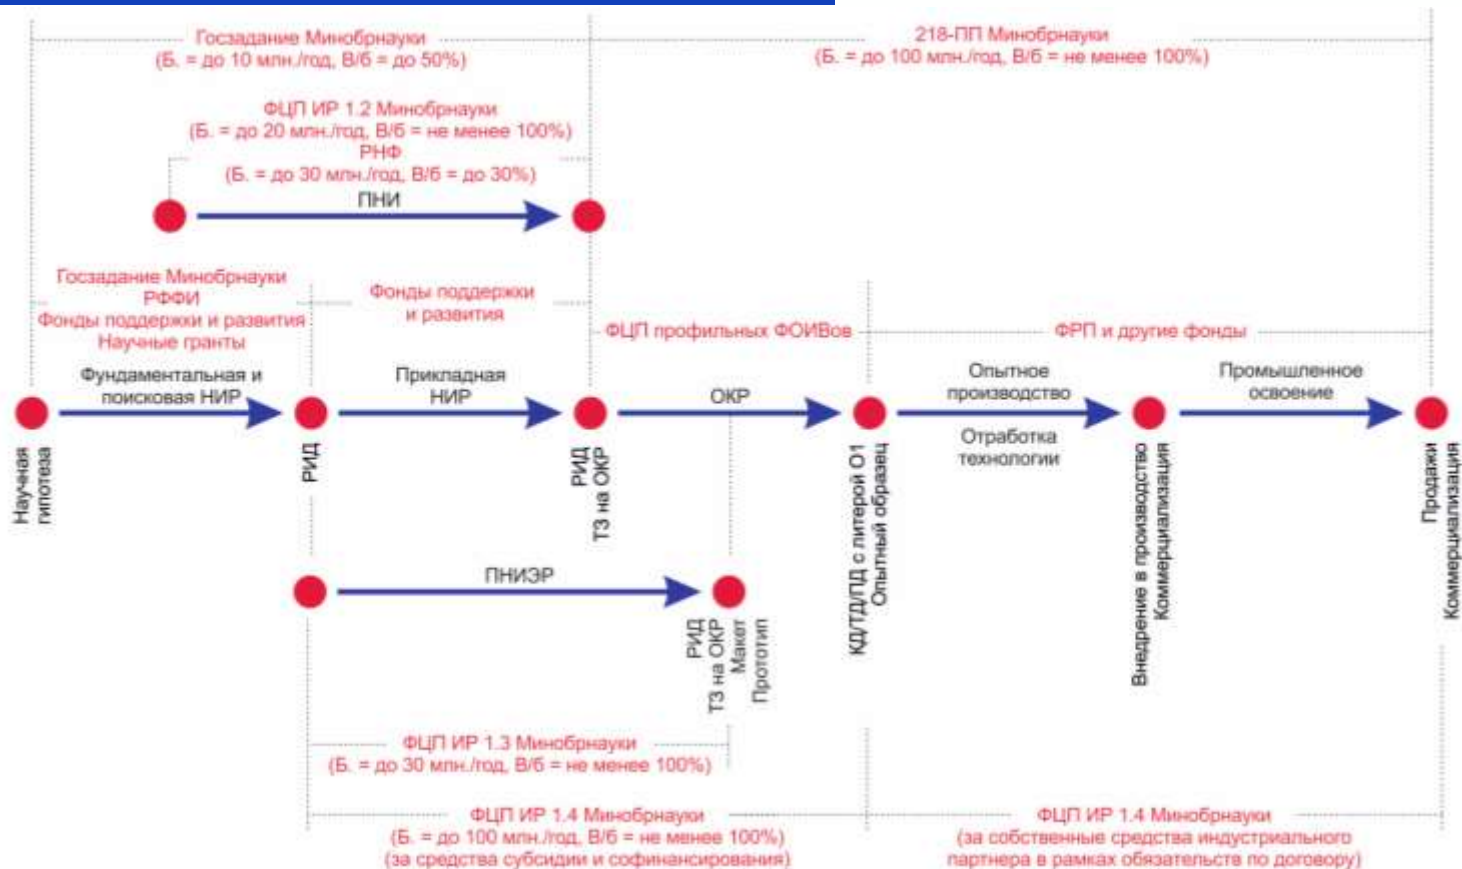 Госзадание Минобрнауки
(Б. = до 10 млн./год, В/б = до 50%)
218-ПП Минобрнауки
(Б. = до 100 млн./год, В/б = не менее 100%)
ФЦП ИР 1.2 Минобрнауки
(Б. = до 20 млн./год, В/б = не менее 100%)
РНФ
(Б. = до 30 млн./год, В/б = до 30%)
ПНИ
Госзадание Минобрнауки
РФФИ
Фонды поддержки и развития
Научные гранты
Фонды поддержки
и развития
ФЦП профильных ФОИВов
ФРП и другие фонды
Фундаментальная и
поисковая НИР
Прикладная
НИР
ОКР
Опытное
производство
Отработка
технологии
Промышленное
освоение
Научная
гипотеза
РИД
РИД
ТЗ на ОКР
КД/ТД/ПД с литерой О1
Опытный образец
Внедрение в производство
Коммерциализация
Продажи
Коммерциализация
ПНИЭР
РИД
ТЗ на ОКР
Макет
Прототип
ФЦП ИР 1.3 Минобрнауки
(Б. = до 30 млн./год, В/б = не менее 100%)
ФЦП ИР 1.4 Минобрнауки
(Б. = до 100 млн./год, В/б = не менее 100%)
(за средства субсидии и софинансирования)
ФЦП ИР 1.4 Минобрнауки
(за собственные средства индустриального
партнера в рамках обязательств по договору)